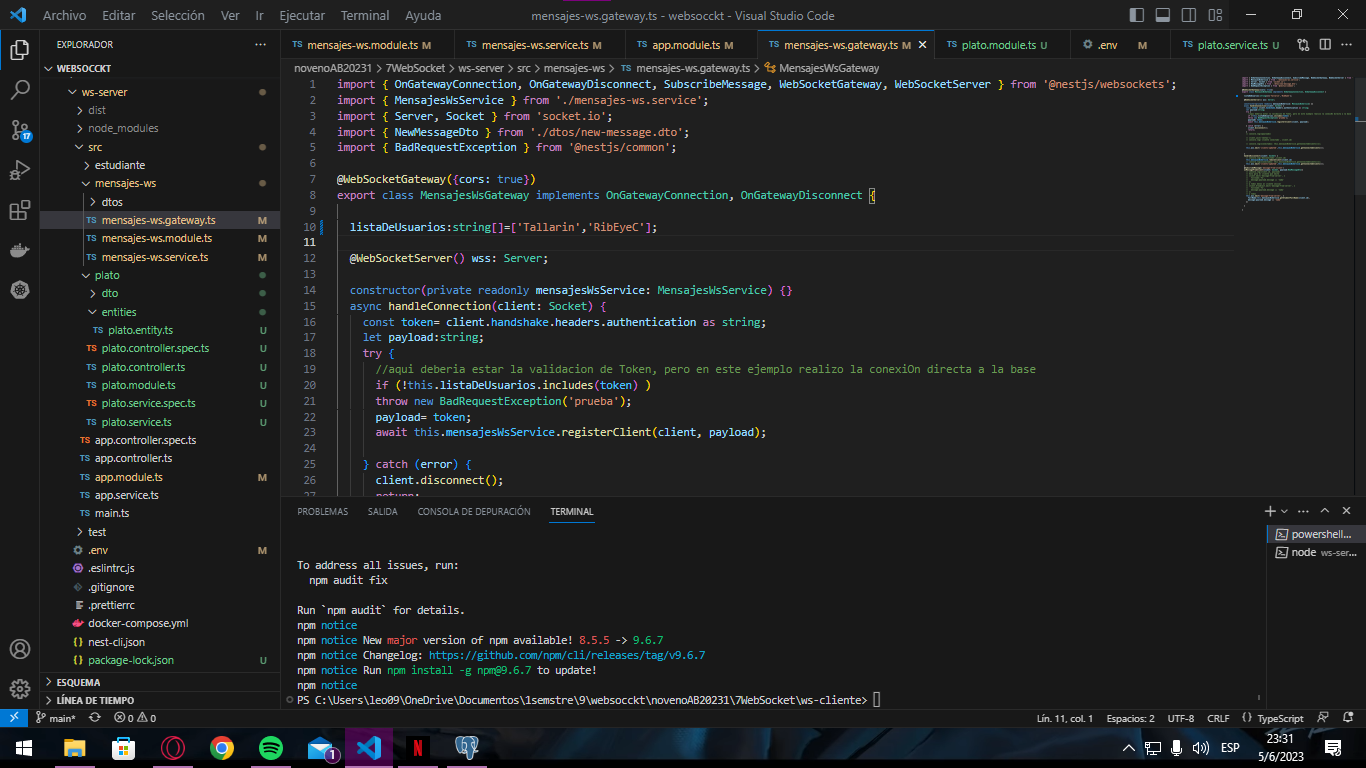 Archivo Editar Selección Ver Ir Ejecutar Terminal Ayuda
mensajes-ws.gateway.ts - websocckt - Visual Studio Code
EXPLORADOR
WEBSOCCKT
ws-server
dist
node_modules
src
estudiante
mensajes-ws
dtos
TS mensajes-ws.gateway.ts M
TS mensajes-ws.module.ts M
TS mensajes-ws.service.ts M
plato
dto
entities
TS plato.entity.ts U
TS plato.controller.spec.ts U
TS plato.controller.ts U
TS plato.module.ts U
TS plato.service.spec.ts U
TS plato.service.ts U
TS app.controller.spec.ts
TS app.controller.ts
TS app.module.ts M
TS app.service.ts
TS main.ts
test
.env M
.eslintrc.js
.gitignore
.prettierrc
docker-compose.yml
nest-cli.json
package-lock.json U
ESQUEMA
LÍNEA DE TIEMPO
17
TS mensajes-ws.module.ts M
TS mensajes-ws.service.ts M
TS app.module.ts M
TS mensajes-ws.gateway.ts M
TS plato.module.ts U
.env M
TS plato.service.ts U
novenoAB20231 > 7WebSocket > ws-server > src > mensajes-ws > TS mensajes-ws.gateway.ts > MensajesWsGateway
1 import { OnGatewayConnection, OnGatewayDisconnect, SubscribeMessage, WebSocketGateway, WebSocketServer } from '@nestjs/websockets';
2 import { MensajesWsService } from './mensajes-ws.service';
3 import { Server, Socket } from 'socket.io';
4 import { NewMessageDto } from './dtos/new-message.dto';
5 import { BadRequestException } from '@nestjs/common';
6
7 @WebSocketGateway({cors: true})
8 export class MensajesWsGateway implements OnGatewayConnection, OnGatewayDisconnect {
9
10 listaDeUsuarios:string[]=['Tallarin','RibEyeC'];
11
12 @WebSocketServer() wss: Server;
13
14 constructor(private readonly mensajesWsService: MensajesWsService) {}
15 async handleConnection(client: Socket) {
16 const token= client.handshake.headers.authentication as string;
17 let payload:string;
18 try {
19 //aqui deberia estar la validacion de Token, pero en este ejemplo realizo la conexiOn directa a la base
20 if (!this.listaDeUsuarios.includes(token) )
21 throw new BadRequestException('prueba');
22 payload= token;
23 await this.mensajesWsService.registerClient(client, payload);
24
25 } catch (error) {
26 client.disconnect();
27 return;
PROBLEMAS SALIDA CONSOLA DE DEPURACIÓN TERMINAL
powershell...
node ws-ser...
To address all issues, run:
npm audit fix
Run `npm audit` for details.
npm notice
npm notice New major version of npm available! 8.5.5 -> 9.6.7
npm notice Changelog: https://github.com/npm/cli/releases/tag/v9.6.7
npm notice Run npm install -g npm@9.6.7 to update!
npm notice
PS C:\Users\leo09\OneDrive\Documentos\1semstre\9\websocckt\novenoAB20231\7WebSocket\ws-cliente>
main* 0 0
Lín. 11, col. 1 Espacios: 2 UTF-8 CRLF {} TypeScript
1
N
ESP
23:31
5/6/2023